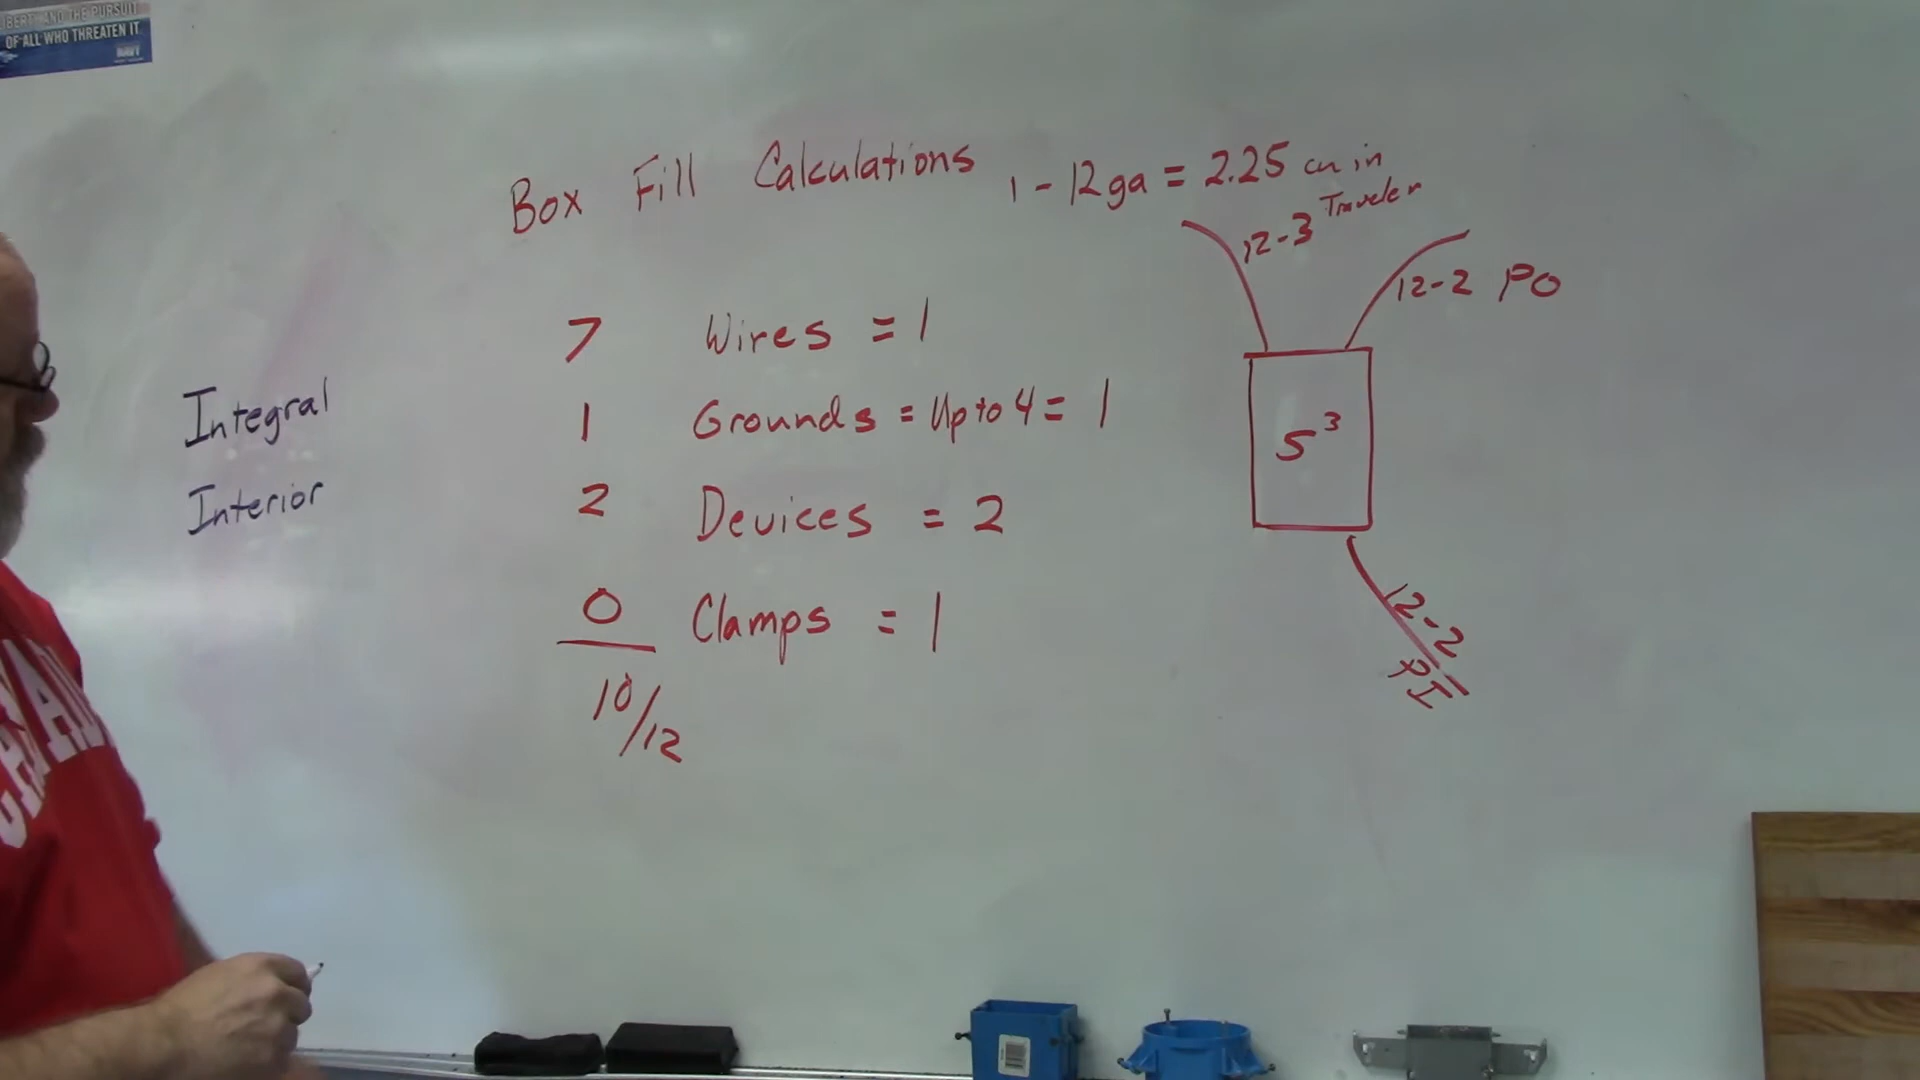 LIBERTY AND THE PURSUIT
OF ALL WHO THREATEN IT
NAVY
Box Fill Calculations 1 - 12ga = 2.25 cu in
12-3 Traveler
12-2 PO
7 Wires = 1
Integral
1 Grounds = Up to 4 = 1
S³
Interior
2 Devices = 2
0 Clamps = 1
12-2
PI
10/12